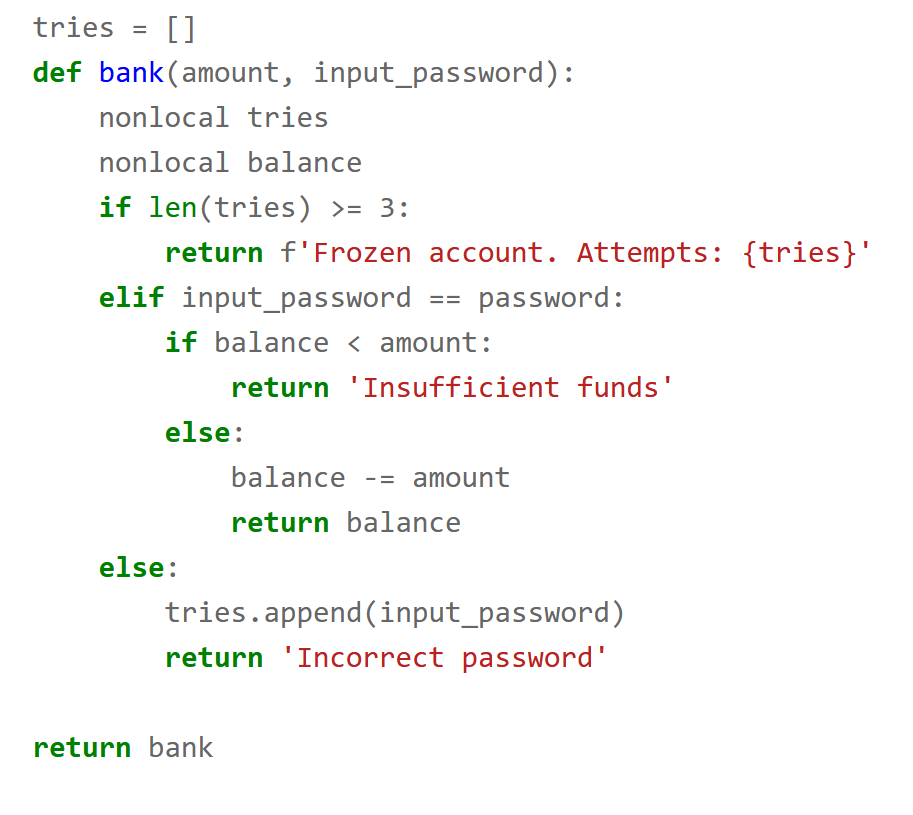 tries = []
def bank(amount, input_password):
    nonlocal tries
    nonlocal balance
    if len(tries) >= 3:
        return f'Frozen account. Attempts: {tries}'
    elif input_password == password:
        if balance < amount:
            return 'Insufficient funds'
        else:
            balance -= amount
            return balance
    else:
        tries.append(input_password)
        return 'Incorrect password'

return bank